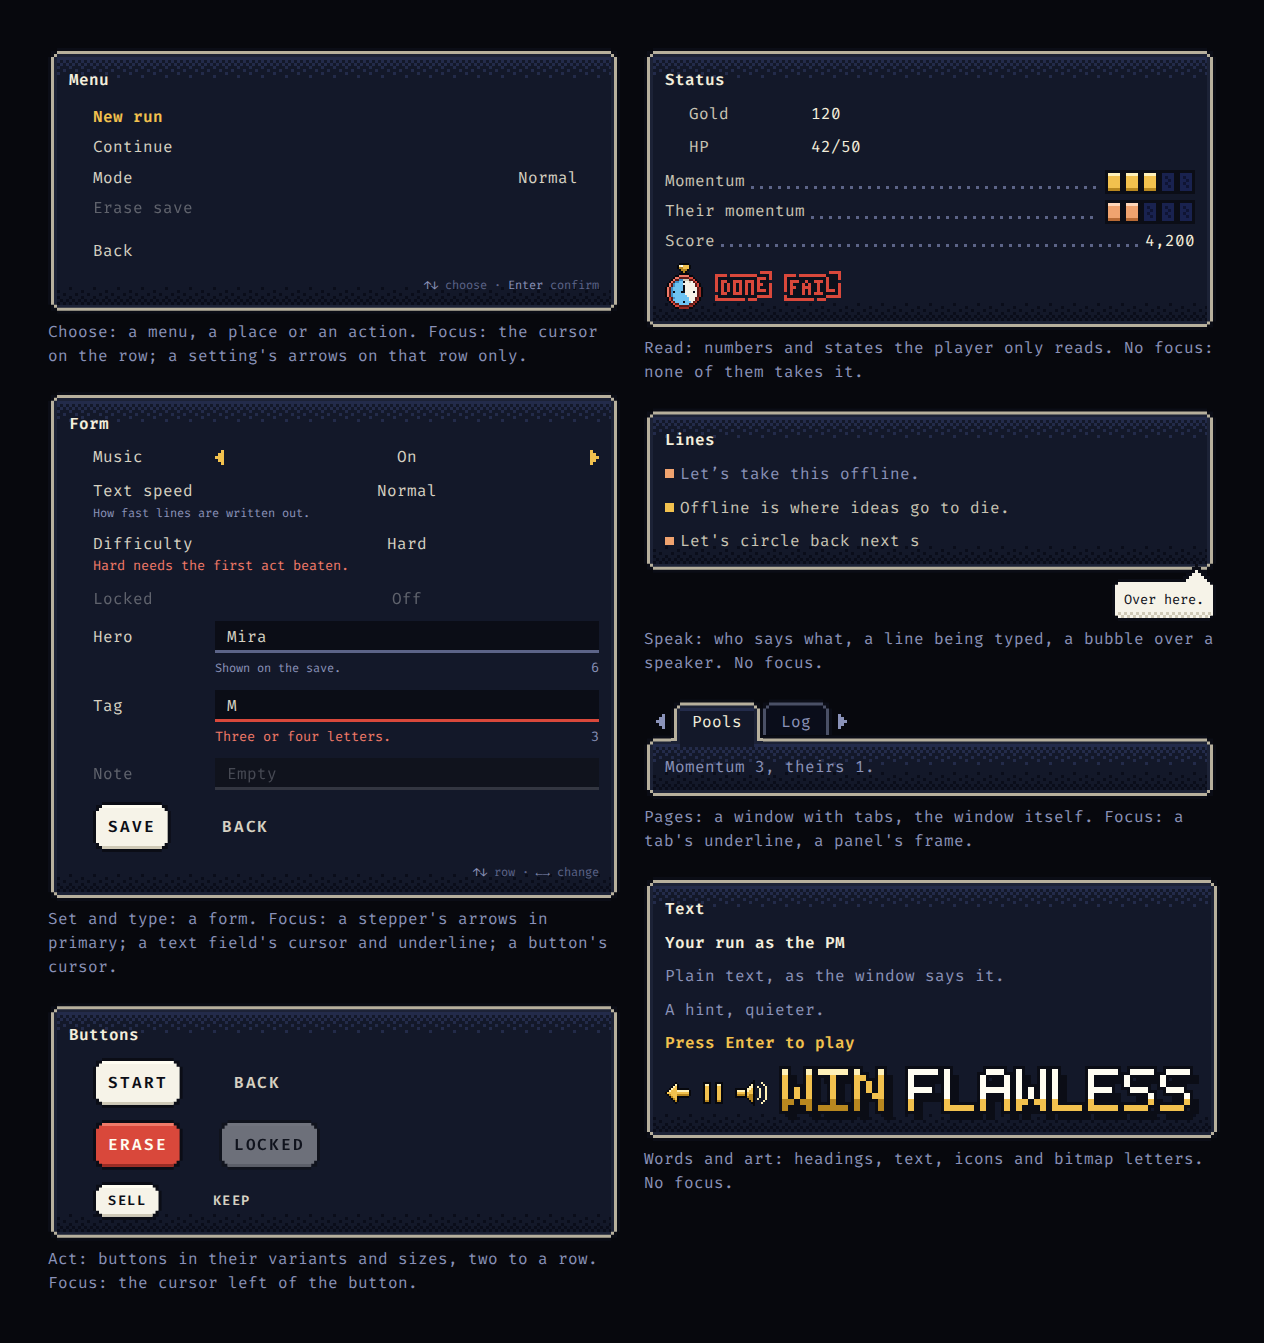 Menu
New run
Continue
Mode Normal
Erase save
Back
↑↓ choose · Enter confirm
Choose: a menu, a place or an action. Focus: the cursor
on the row; a setting's arrows on that row only.
Form
Music On
Text speed Normal
How fast lines are written out.
Difficulty Hard
Hard needs the first act beaten.
Locked Off
Hero Mira
Shown on the save. 6
Tag M
Three or four letters. 3
Note Empty
SAVE BACK
↑↓ row · ←→ change
Set and type: a form. Focus: a stepper's arrows in
primary; a text field's cursor and underline; a button's
cursor.
Buttons
START BACK
ERASE LOCKED
SELL KEEP
Act: buttons in their variants and sizes, two to a row.
Focus: the cursor left of the button.
Status
Gold 120
HP 42/50
Momentum
Their momentum
Score 4,200
DONE FAIL
Read: numbers and states the player only reads. No focus:
none of them takes it.
Lines
Let’s take this offline.
Offline is where ideas go to die.
Let's circle back next s
Over here.
Speak: who says what, a line being typed, a bubble over a
speaker. No focus.
Pools Log
Momentum 3, theirs 1.
Pages: a window with tabs, the window itself. Focus: a
tab's underline, a panel's frame.
Text
Your run as the PM
Plain text, as the window says it.
A hint, quieter.
Press Enter to play
WIN FLAWLESS
Words and art: headings, text, icons and bitmap letters.
No focus.